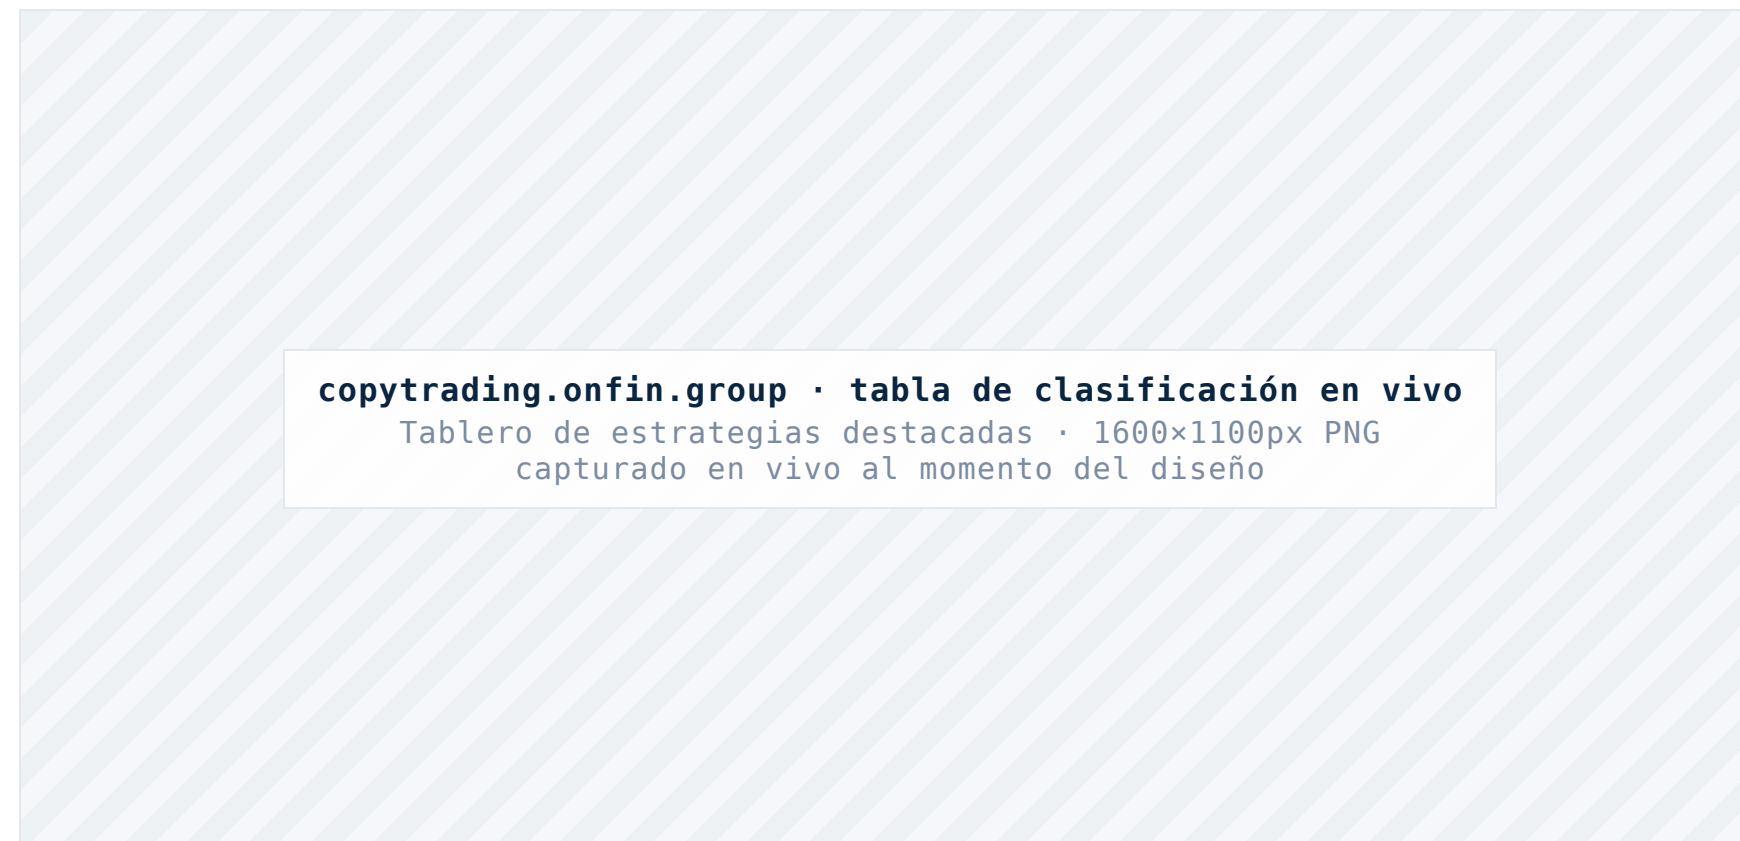 copytrading.onfin.group · tabla de clasificación en vivo
Tablero de estrategias destacadas · 1600×1100px PNG
capturado en vivo al momento del diseño